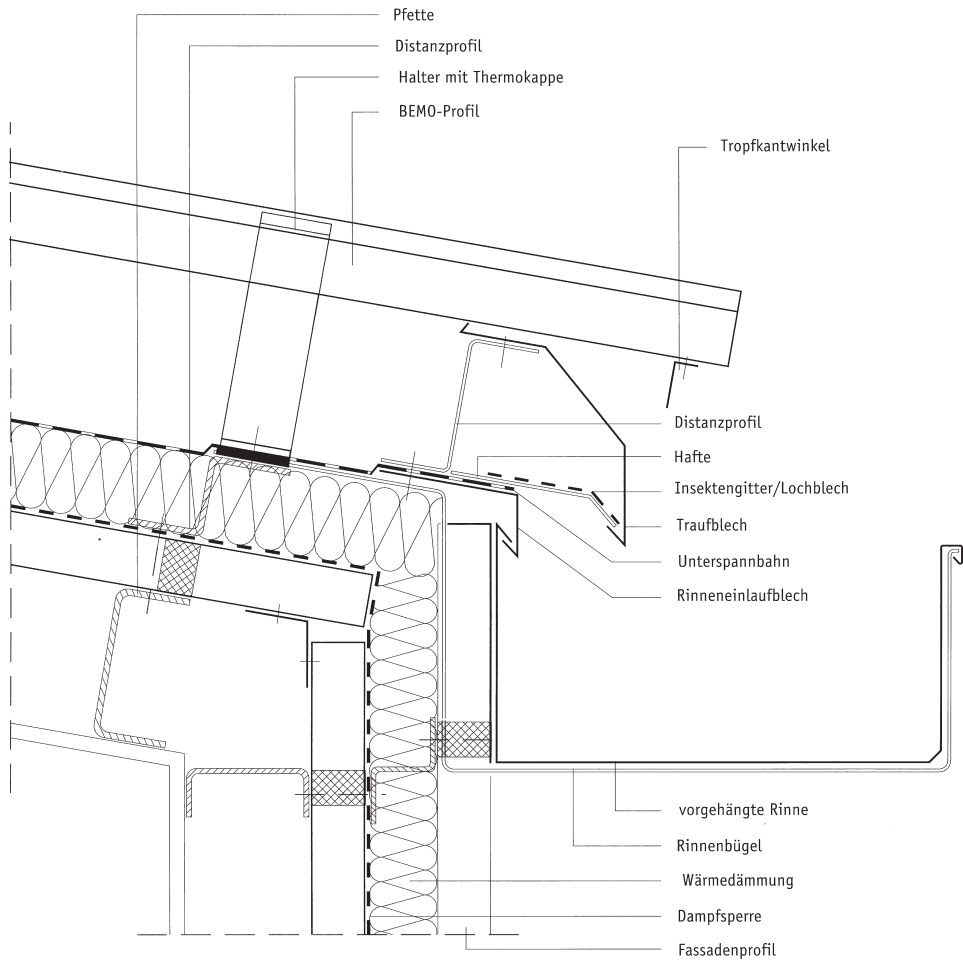 Pfette
Distanzprofil
Halter mit Thermokappe
BEMO-Profil
Tropfkantwinkel
Distanzprofil
Hafte
Insektengitter/Lochblech
Traufblech
Unterspannbahn
Rinneneinlaufblech
vorgehängte Rinne
Rinnenbügel
Wärmedämmung
Dampfsperre
Fassadenprofil